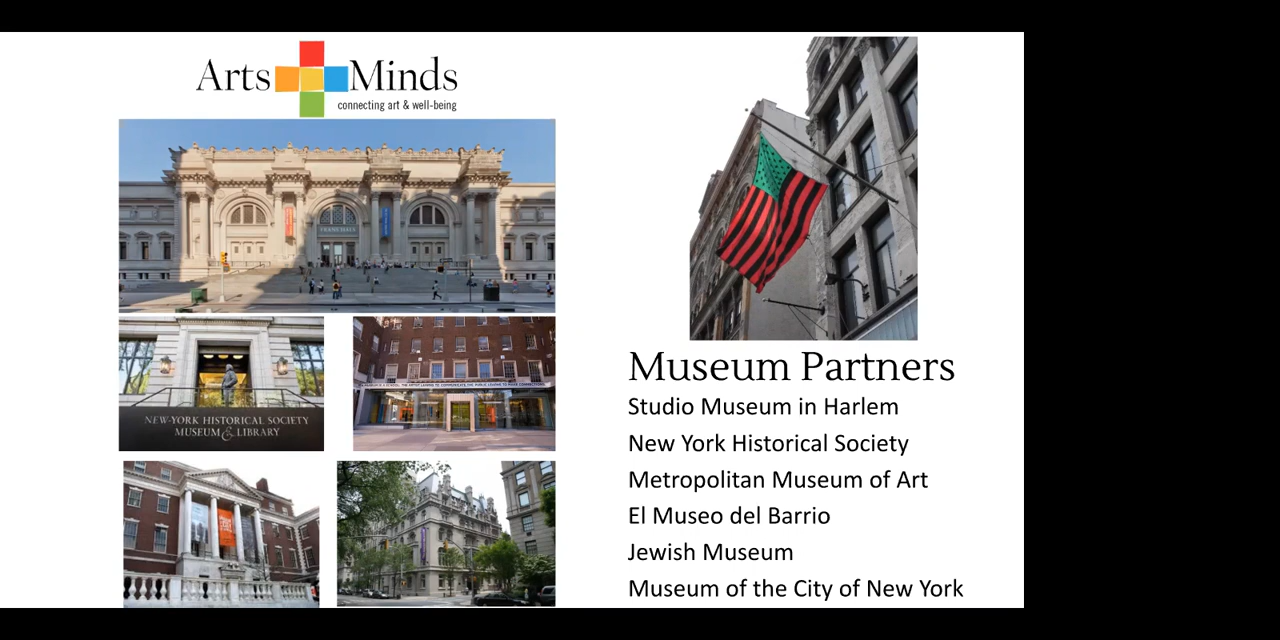 Arts Minds
connecting art & well-being
NEW-YORK HISTORICAL SOCIETY
MUSEUM & LIBRARY
Museum Partners
Studio Museum in Harlem
New York Historical Society
Metropolitan Museum of Art
El Museo del Barrio
Jewish Museum
Museum of the City of New York